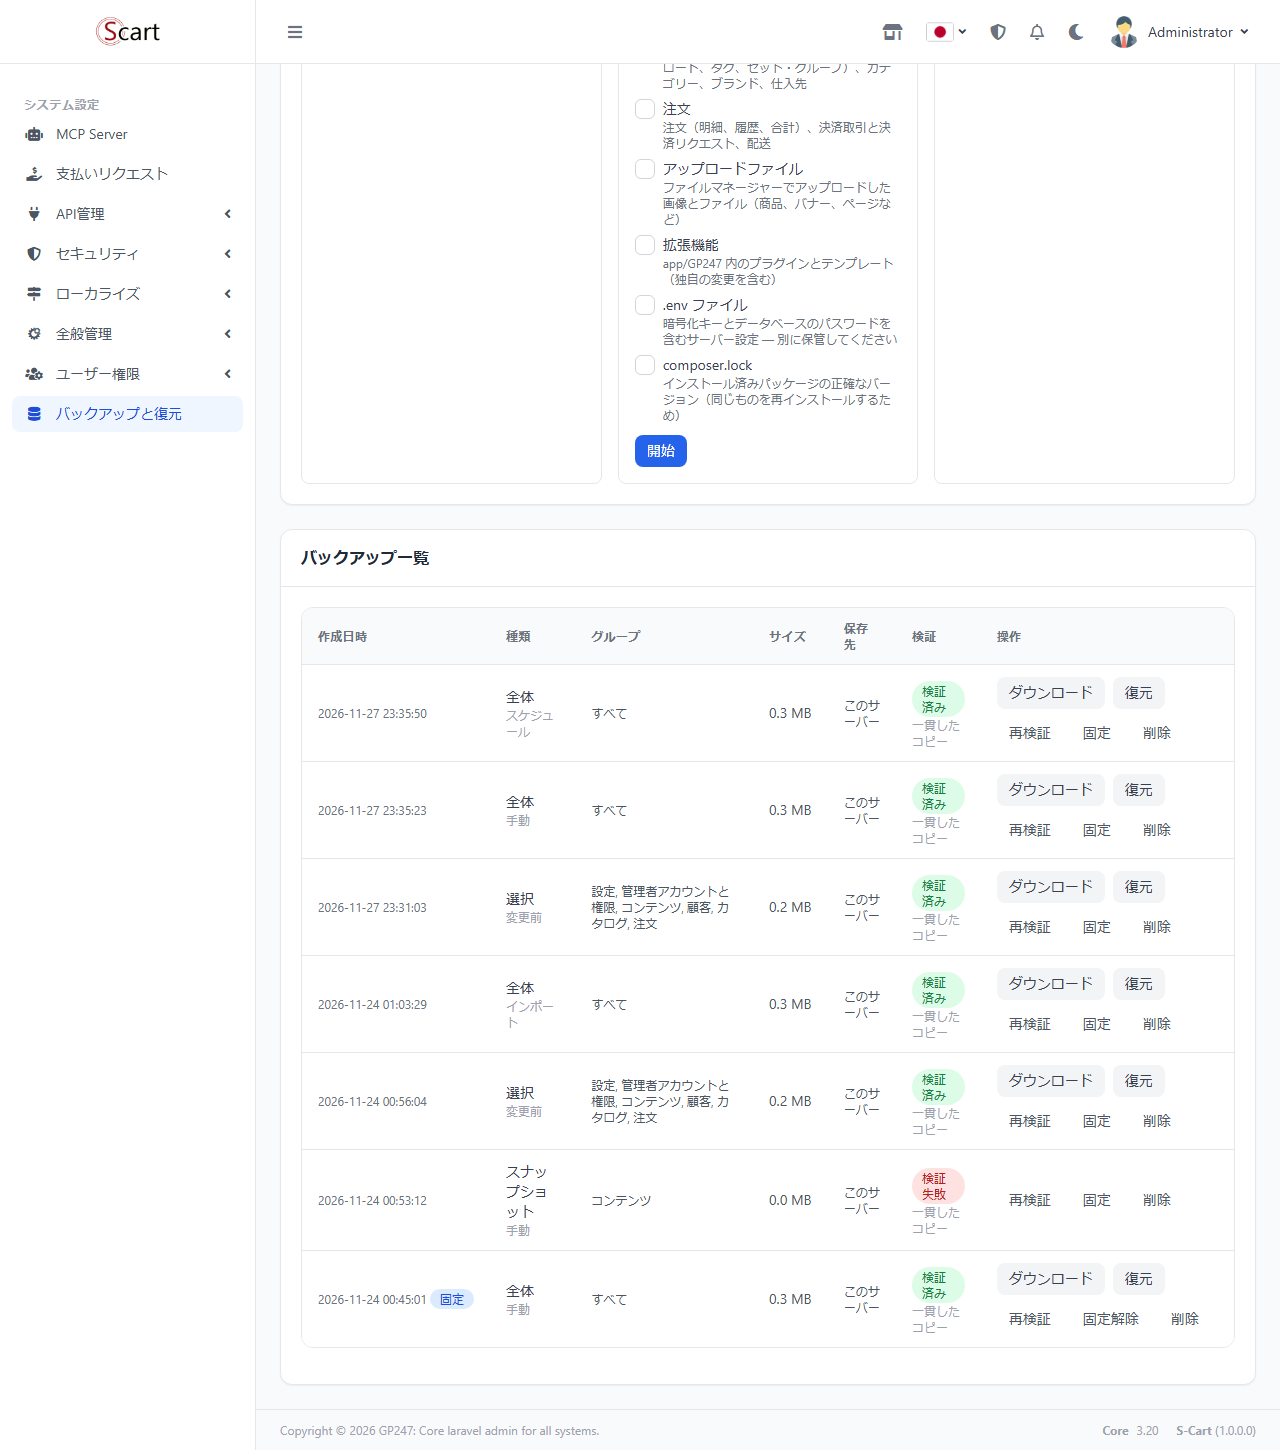 Scart
Administrator
システム設定
MCP Server
支払いリクエスト
API管理
セキュリティ
ローカライズ
全般管理
ユーザー権限
バックアップと復元
ロード、タグ、セット・グループ）、カテ
ゴリー、ブランド、仕入先
注文
注文（明細、履歴、合計）、決済取引と決
済リクエスト、配送
アップロードファイル
ファイルマネージャーでアップロードした
画像とファイル（商品、バナー、ページな
ど）
拡張機能
app/GP247 内のプラグインとテンプレート
（独自の変更を含む）
.env ファイル
暗号化キーとデータベースのパスワードを
含むサーバー設定 — 別に保管してください
composer.lock
インストール済みパッケージの正確なバー
ジョン（同じものを再インストールするた
め）
開始
バックアップ一覧
作成日時 種類 グループ サイズ 保存先 検証 操作
2026-11-27 23:35:50 全体 スケジュール すべて 0.3 MB このサーバー 検証済み 一貫したコピー ダウンロード 復元 再検証 固定 削除
2026-11-27 23:35:23 全体 手動 すべて 0.3 MB このサーバー 検証済み 一貫したコピー ダウンロード 復元 再検証 固定 削除
2026-11-27 23:31:03 選択 変更前 設定, 管理者アカウントと権限, コンテンツ, 顧客, カタログ, 注文 0.2 MB このサーバー 検証済み 一貫したコピー ダウンロード 復元 再検証 固定 削除
2026-11-24 01:03:29 全体 インポート すべて 0.3 MB このサーバー 検証済み 一貫したコピー ダウンロード 復元 再検証 固定 削除
2026-11-24 00:56:04 選択 変更前 設定, 管理者アカウントと権限, コンテンツ, 顧客, カタログ, 注文 0.2 MB このサーバー 検証済み 一貫したコピー ダウンロード 復元 再検証 固定 削除
2026-11-24 00:53:12 スナップショット 手動 コンテンツ 0.0 MB このサーバー 検証失敗 一貫したコピー 再検証 固定 削除
2026-11-24 00:45:01 固定 全体 手動 すべて 0.3 MB このサーバー 検証済み 一貫したコピー ダウンロード 復元 再検証 固定解除 削除
Copyright © 2026 GP247: Core laravel admin for all systems.
Core 3.20 S-Cart (1.0.0.0)